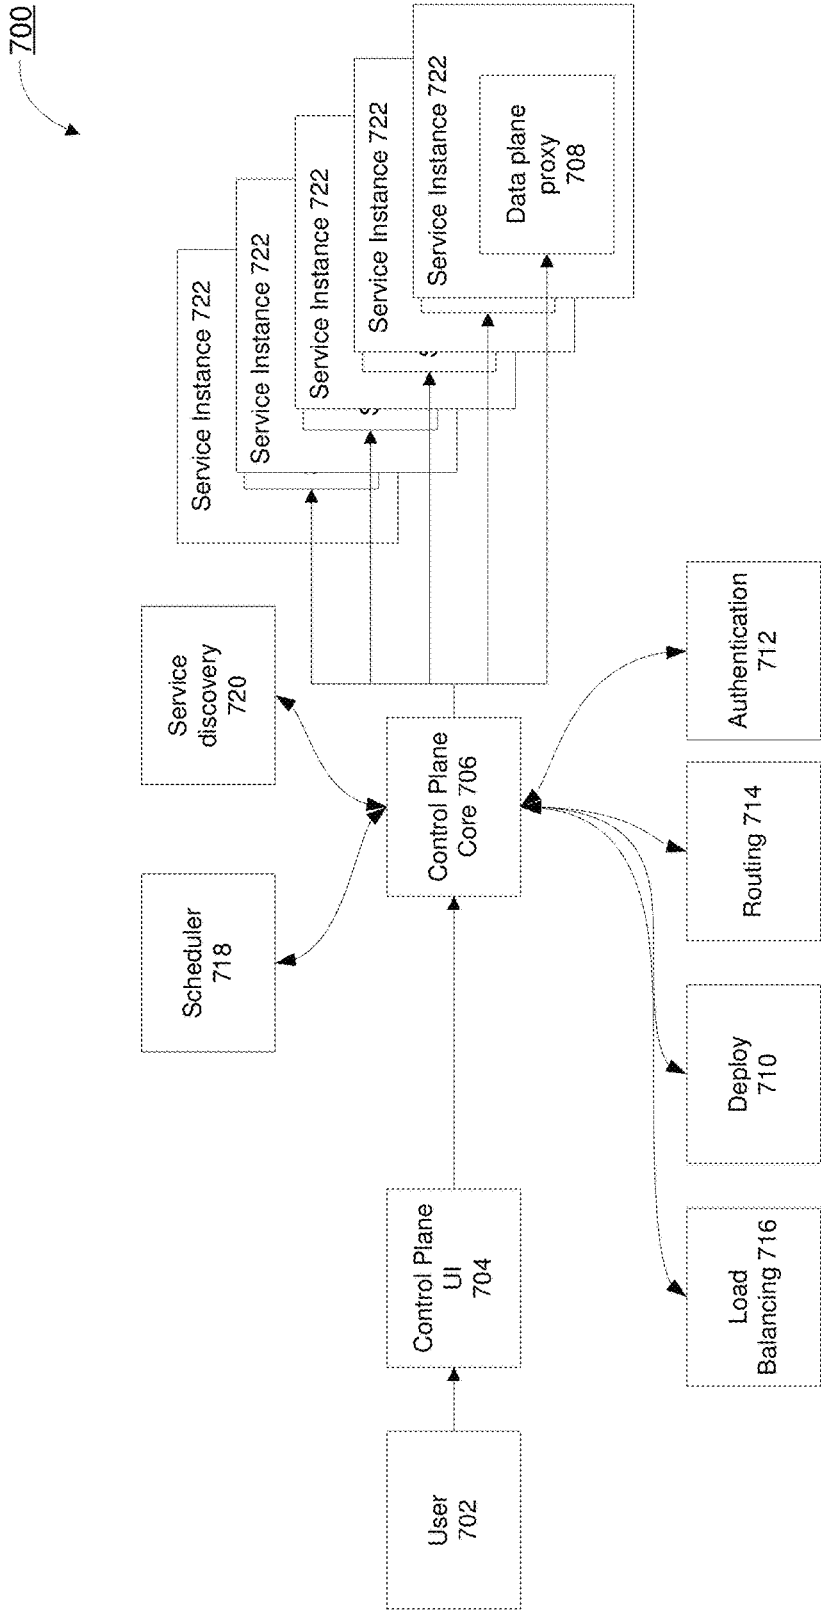 700
Service Instance 722
Service Instance 722
Service Instance 722
Service Instance 722
Service Instance 722
Data plane
proxy
708
Scheduler
718
Service
discovery
720
User
702
Control Plane
UI
704
Control Plane
Core 706
Load
Balancing 716
Deploy
710
Routing 714
Authentication
712